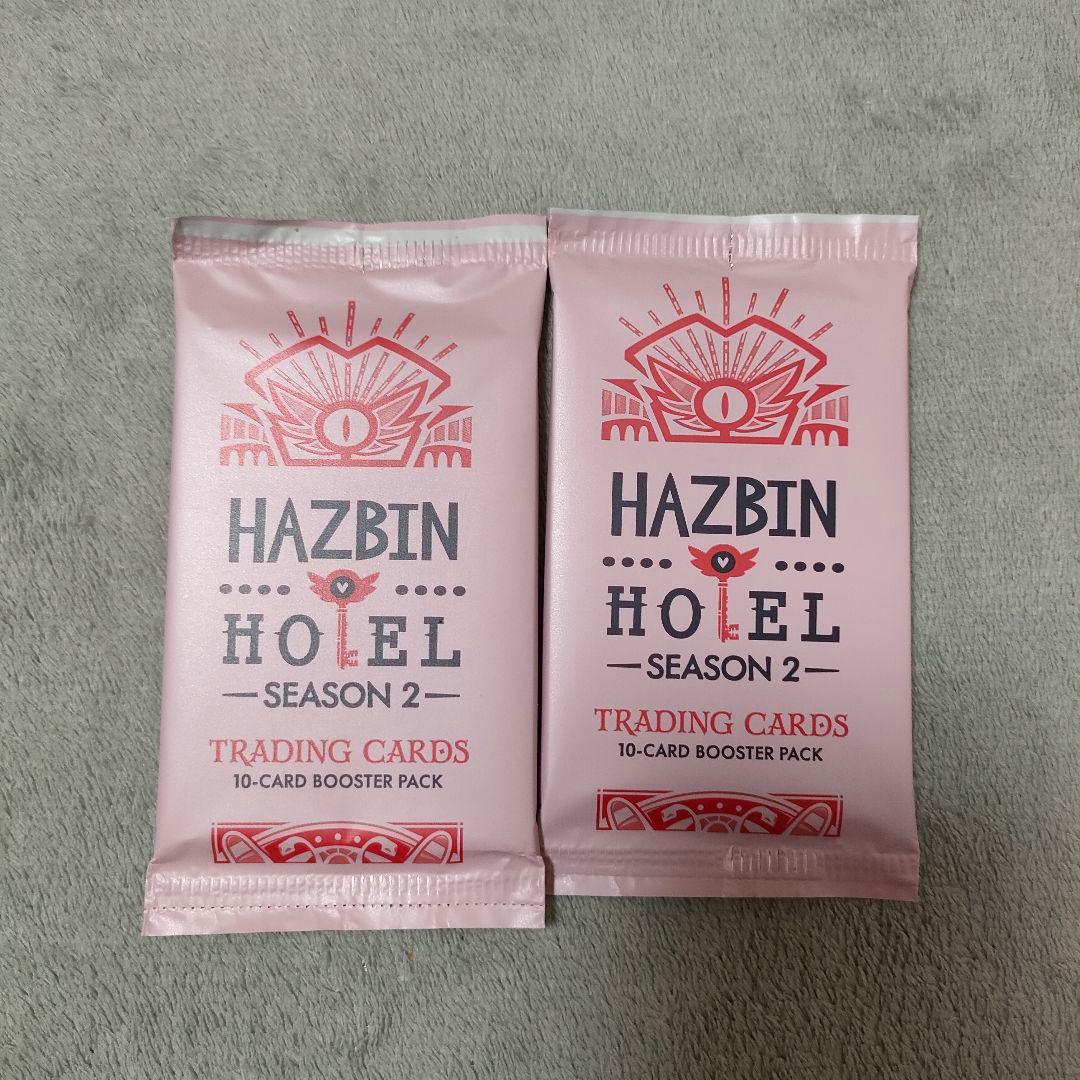 HAZBIN
HOTEL
SEASON 2
TRADING CARDS
10-CARD BOOSTER PACK
HAZBIN
HOTEL
SEASON 2
TRADING CARDS
10-CARD BOOSTER PACK